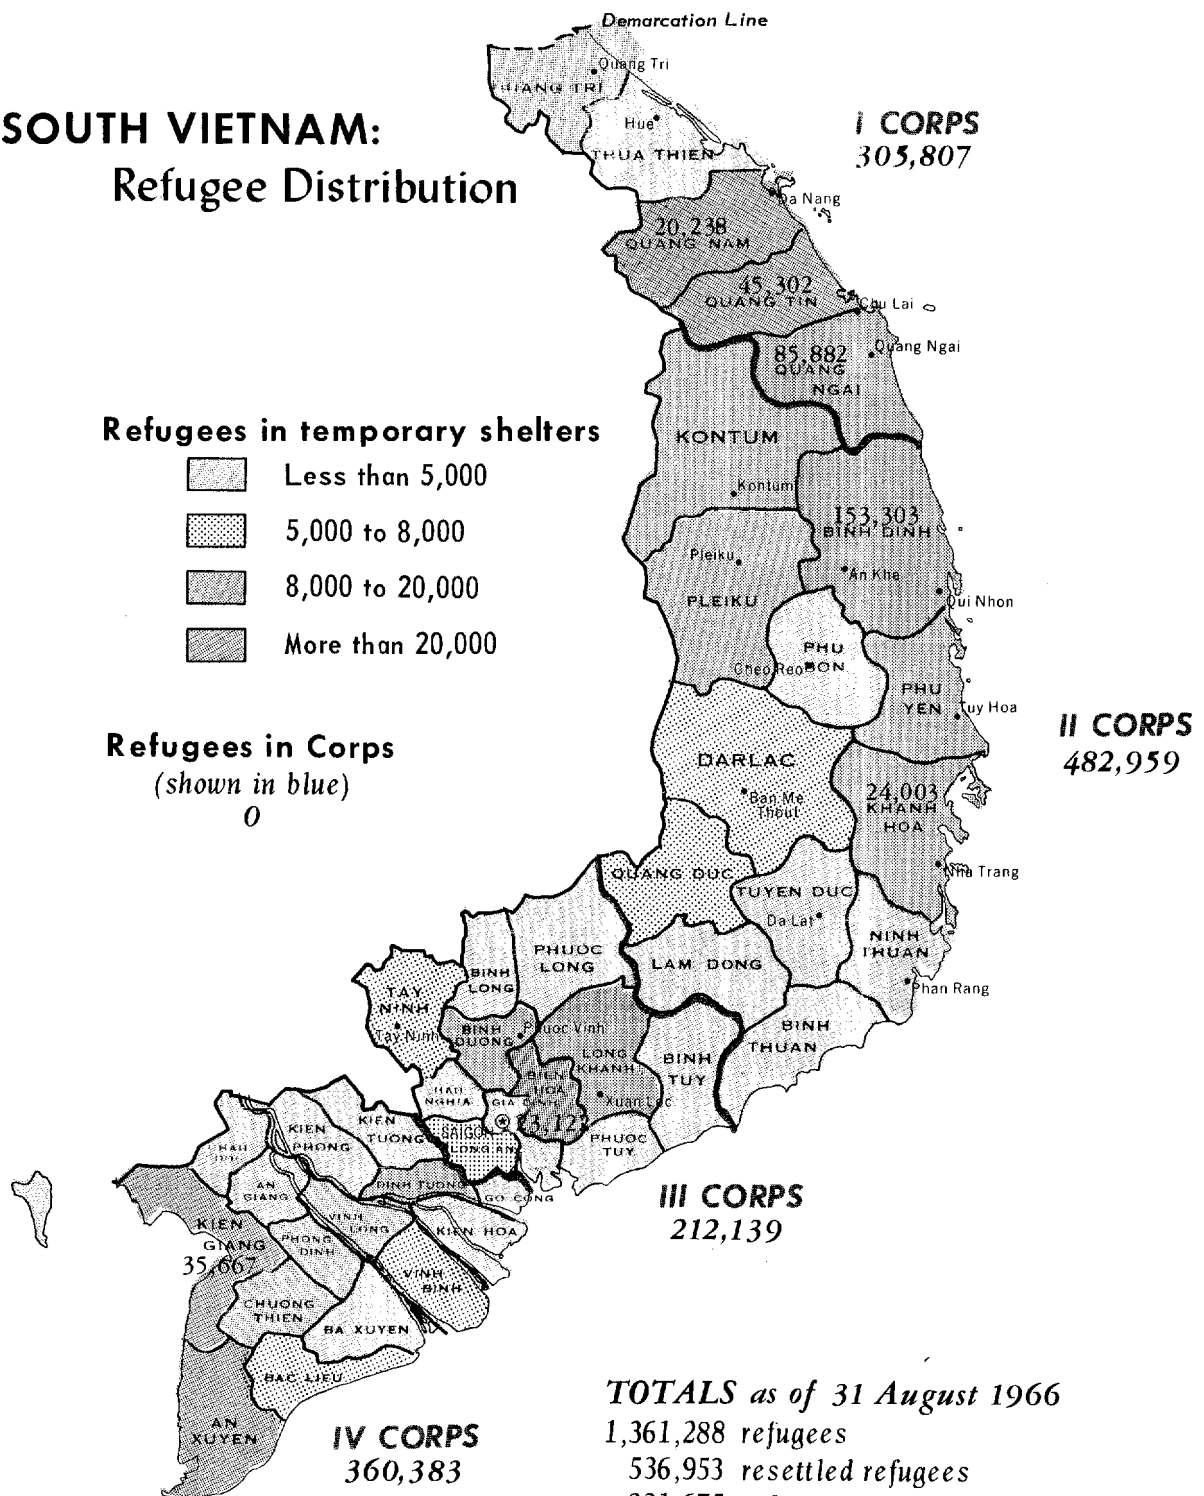 Demarcation Line
Quang Tri
QUANG TRI
SOUTH VIETNAM:
Refugee Distribution
Hue
THUA THIEN
I CORPS
305,807
Da Nang
20,238
QUANG NAM
45,302
QUANG TIN
Chu Lai
85,882
QUANG
NGAI
Quang Ngai
Refugees in temporary shelters
Less than 5,000
5,000 to 8,000
8,000 to 20,000
More than 20,000
KONTUM
Kontum
153,303
BINH DINH
Pleiku
An Khe
PLEIKU
Qui Nhon
PHU
BON
Cheo Reo
PHU
YEN
Tuy Hoa
II CORPS
482,959
Refugees in Corps
(shown in blue)
0
DARLAC
Ban Me
Thout
24,003
KHANH
HOA
Nha Trang
QUANG DUC
TUYEN DUC
Da Lat
NINH
THUAN
Phan Rang
PHUOC
LONG
LAM DONG
BINH
LONG
TAY
NINH
Tay Ninh
BINH
DUONG
Phuoc Vinh
LONG
KHANH
BINH
THUAN
BINH
TUY
BIEN
HOA
HAU
NGHIA
GIA DINH
Xuan Loc
SAIGON
LONG AN
PHUOC
TUY
KIEN
PHONG
KIEN
TUONG
CHAU
AN
GIANG
DINH TUONG
GO CONG
III CORPS
212,139
KIEN
GIANG
35,667
PHONG
DINH
VINH
LONG
KIEN HOA
VINH
BINH
CHUONG
THIEN
BA XUYEN
BAC LIEU
AN
XUYEN
IV CORPS
360,383
TOTALS as of 31 August 1966
1,361,288 refugees
536,953 resettled refugees